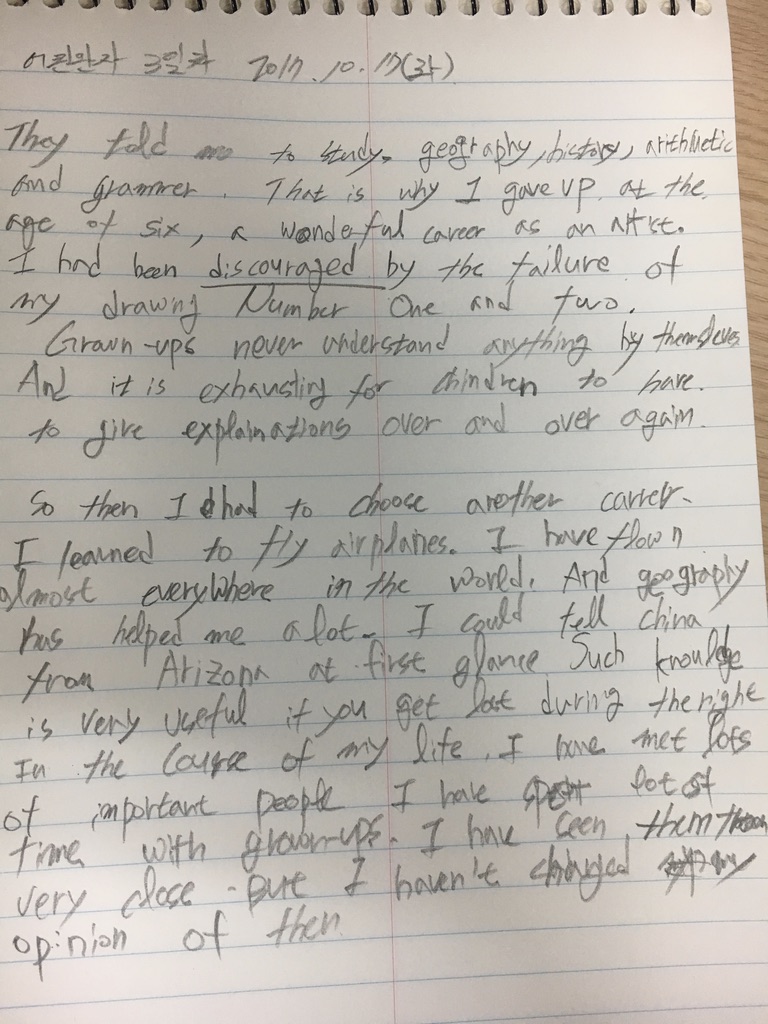 어린왕자 3일차 2017.10.17(화)
They told me to study. geography, history, arithmetic
and grammer. That is why I gave up. at the.
age of six, a wonderful career as an Artist.
I had been discouraged by the failure of
my drawing Number One and two.
Grown-ups never understand anything by themselves
And it is exhausting for chindren to have.
to give explainations over and over again.
So then I had to choose another carrer.
I learned to fly airplanes. I have flown
almost everywhere in the world. And geography
has helped me a lot. I could tell china
from Arizona at first glance Such knowldge
is very useful if you get lost during the right
In the Course of my life, I have met lots
of important people I have spent lot of
time with grown-ups. I have seen them
very close. But I haven't changed my
opinion of then